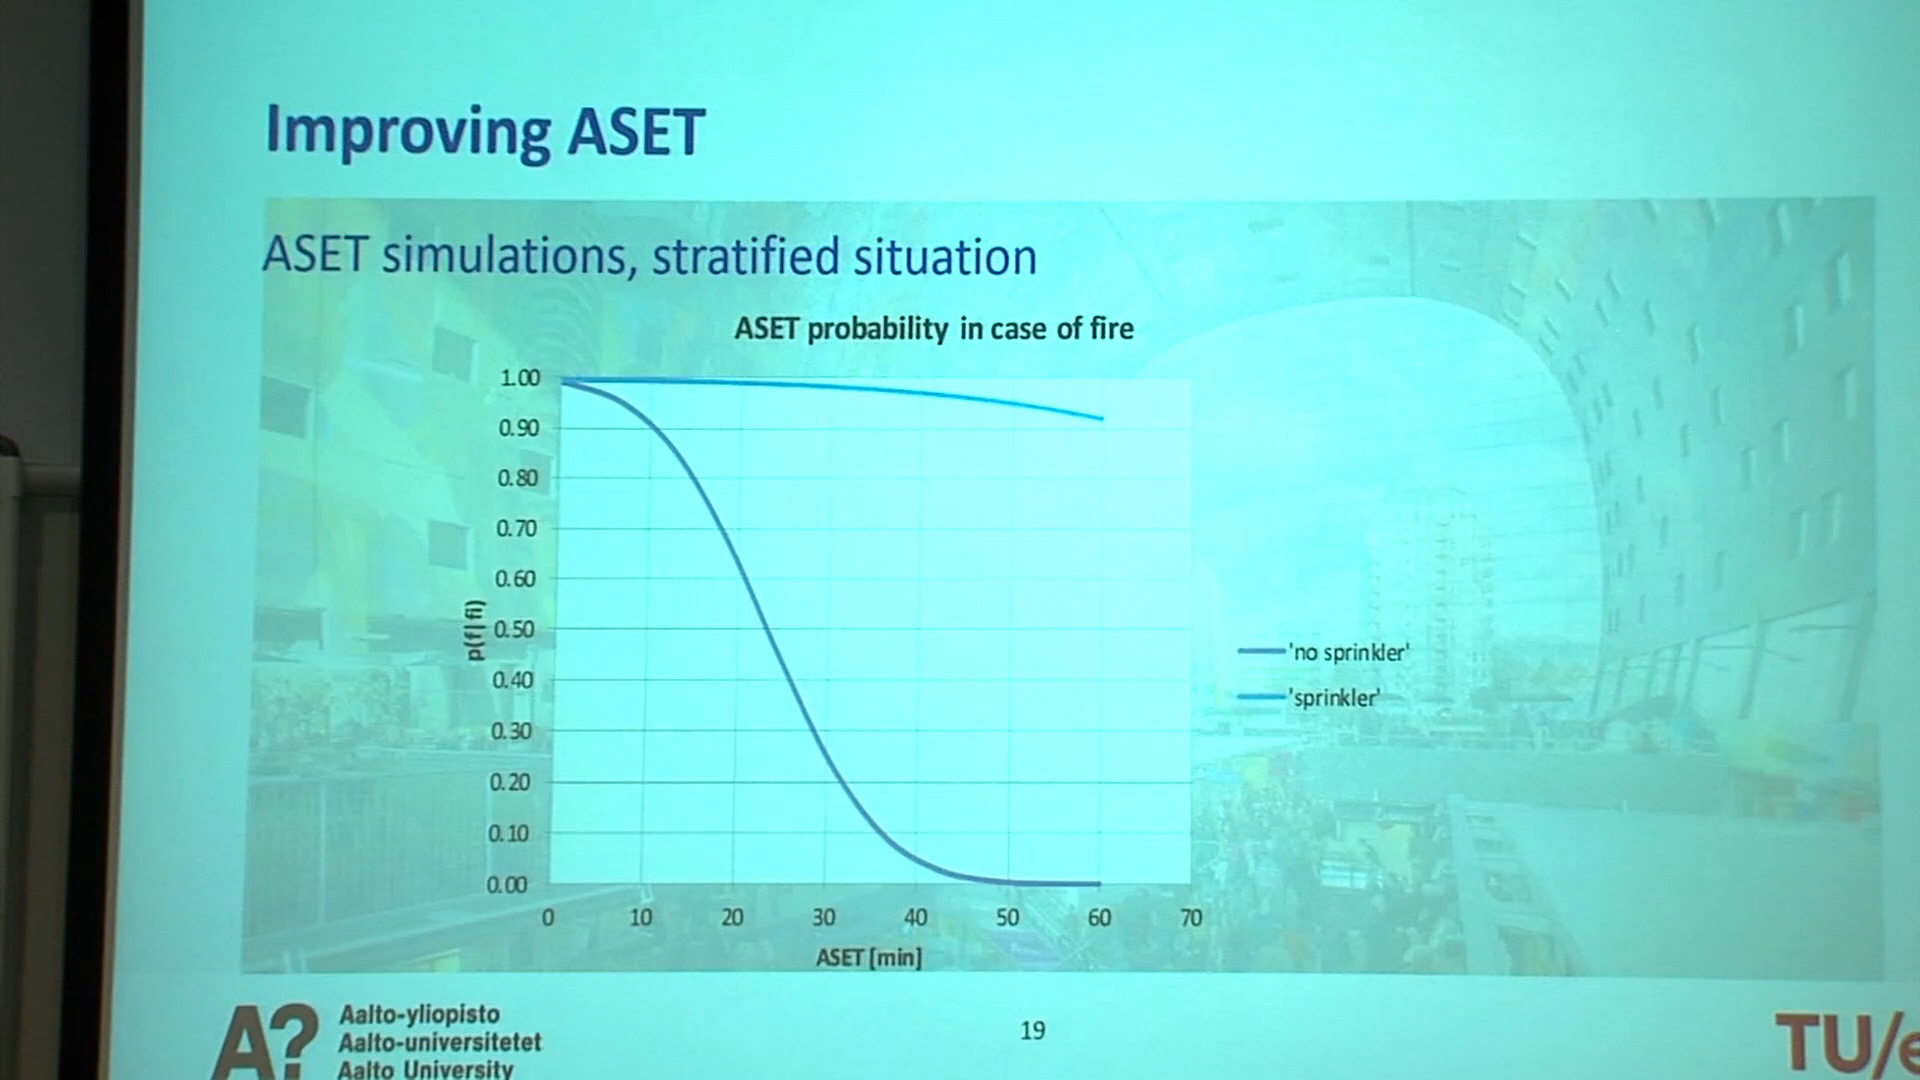 Improving ASET
ASET simulations, stratified situation
ASET probability in case of fire
1.00
0.90
0.80
0.70
0.60
0.50
0.40
0.30
0.20
0.10
0.00
p(f|fi)
0 10 20 30 40 50 60 70
ASET [min]
'no sprinkler'
'sprinkler'
A?
Aalto-yliopisto
Aalto-universitetet
Aalto University
19
TU/e